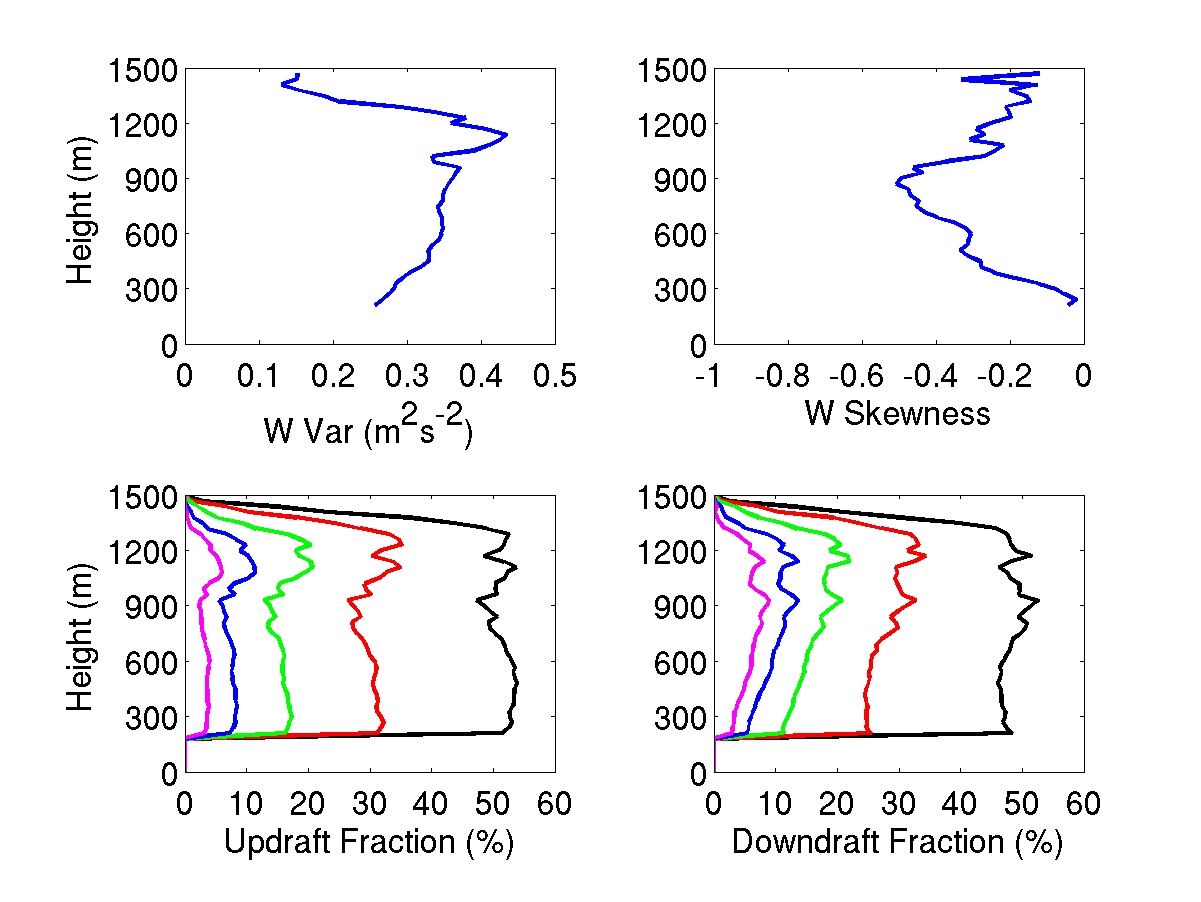 1500
1200
900
600
300
0
Height (m)
0 0.1 0.2 0.3 0.4 0.5
W Var (m²s⁻²)
1500
1200
900
600
300
0
-1 -0.8 -0.6 -0.4 -0.2 0
W Skewness
1500
1200
900
600
300
0
Height (m)
0 10 20 30 40 50 60
Updraft Fraction (%)
1500
1200
900
600
300
0
0 10 20 30 40 50 60
Downdraft Fraction (%)